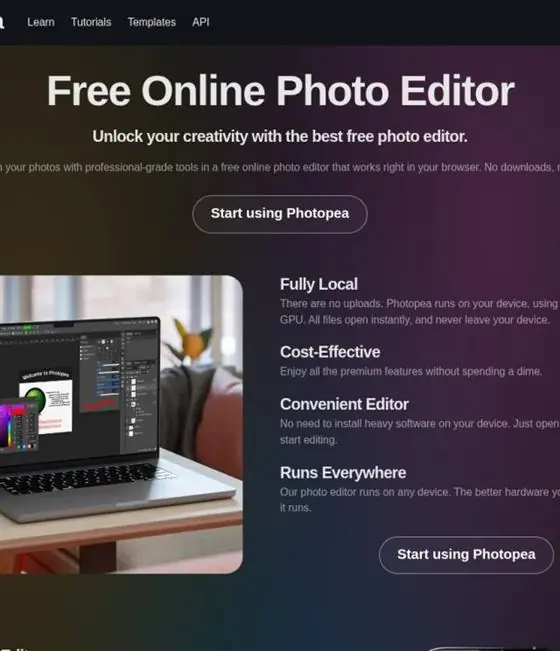 Learn Tutorials Templates API
Free Online Photo Editor
Unlock your creativity with the best free photo editor.
your photos with professional-grade tools in a free online photo editor that works right in your browser. No downloads,
Start using Photopea
Fully Local
There are no uploads. Photopea runs on your device, using
GPU. All files open instantly, and never leave your device.
Cost-Effective
Enjoy all the premium features without spending a dime.
Convenient Editor
No need to install heavy software on your device. Just open
start editing.
Runs Everywhere
Our photo editor runs on any device. The better hardware
it runs.
Welcome to Photopea
Start using Photopea